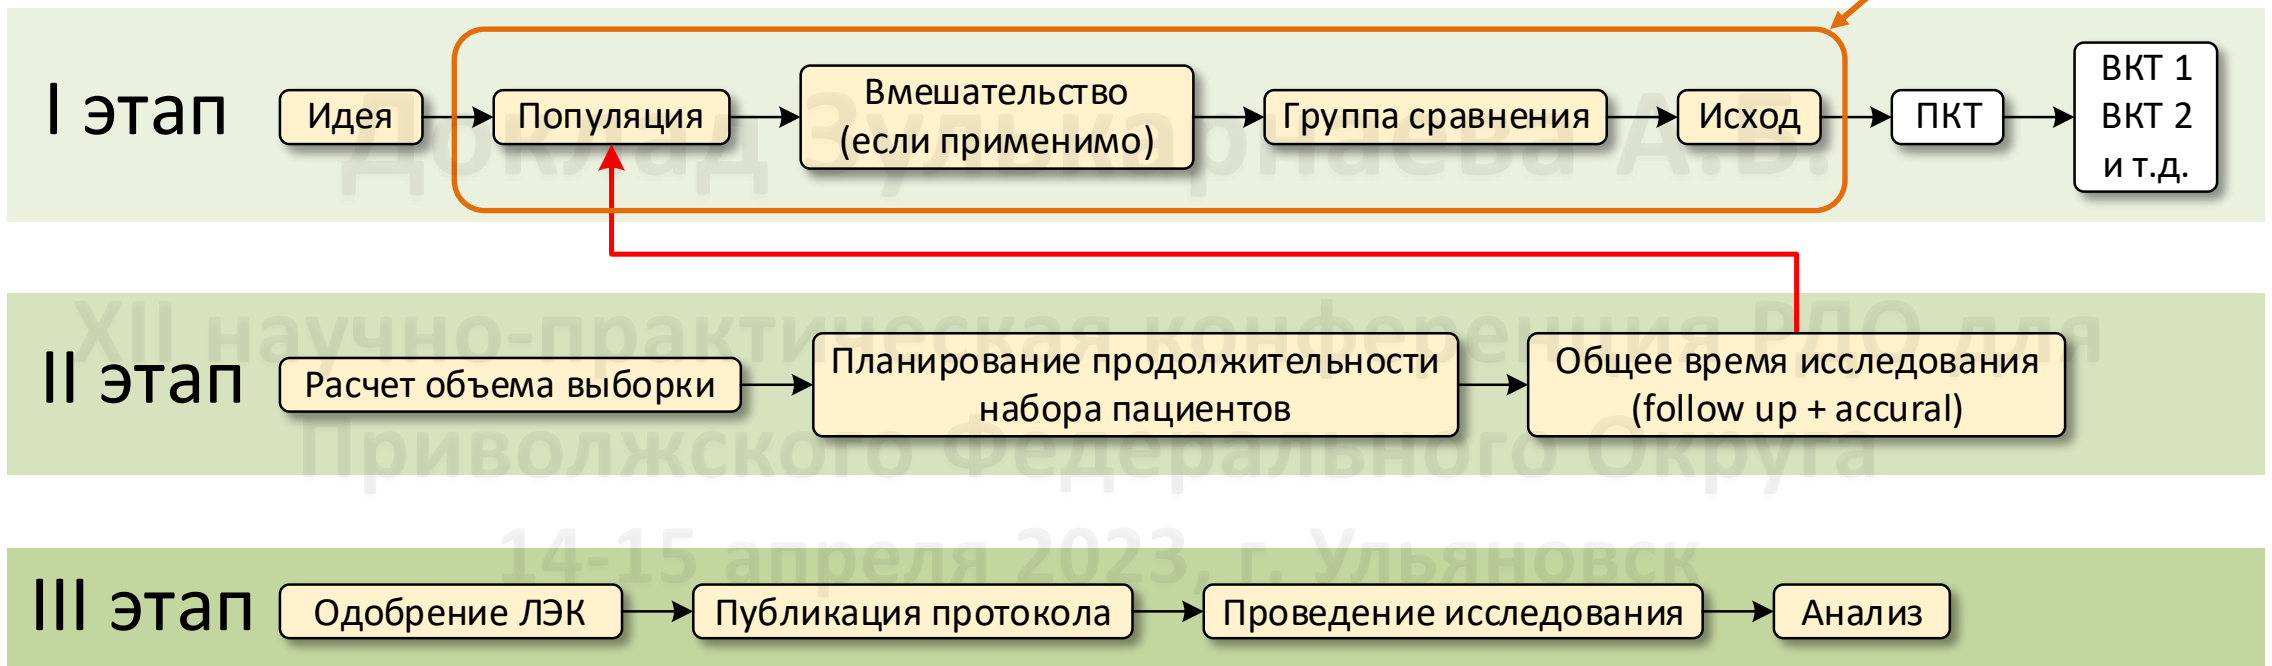 I этап
Идея
Популяция
Вмешательство
(если применимо)
Группа сравнения
Исход
ПКТ
ВКТ 1
ВКТ 2
и т.д.
Доклад Зулькарнаева А.Б.
II этап
Расчет объема выборки
Планирование продолжительности
набора пациентов
Общее время исследования
(follow up + accural)
XII научно-практическая конференция РДО для
Приволжского Федерального Округа
14-15 апреля 2023, г. Ульяновск
III этап
Одобрение ЛЭК
Публикация протокола
Проведение исследования
Анализ